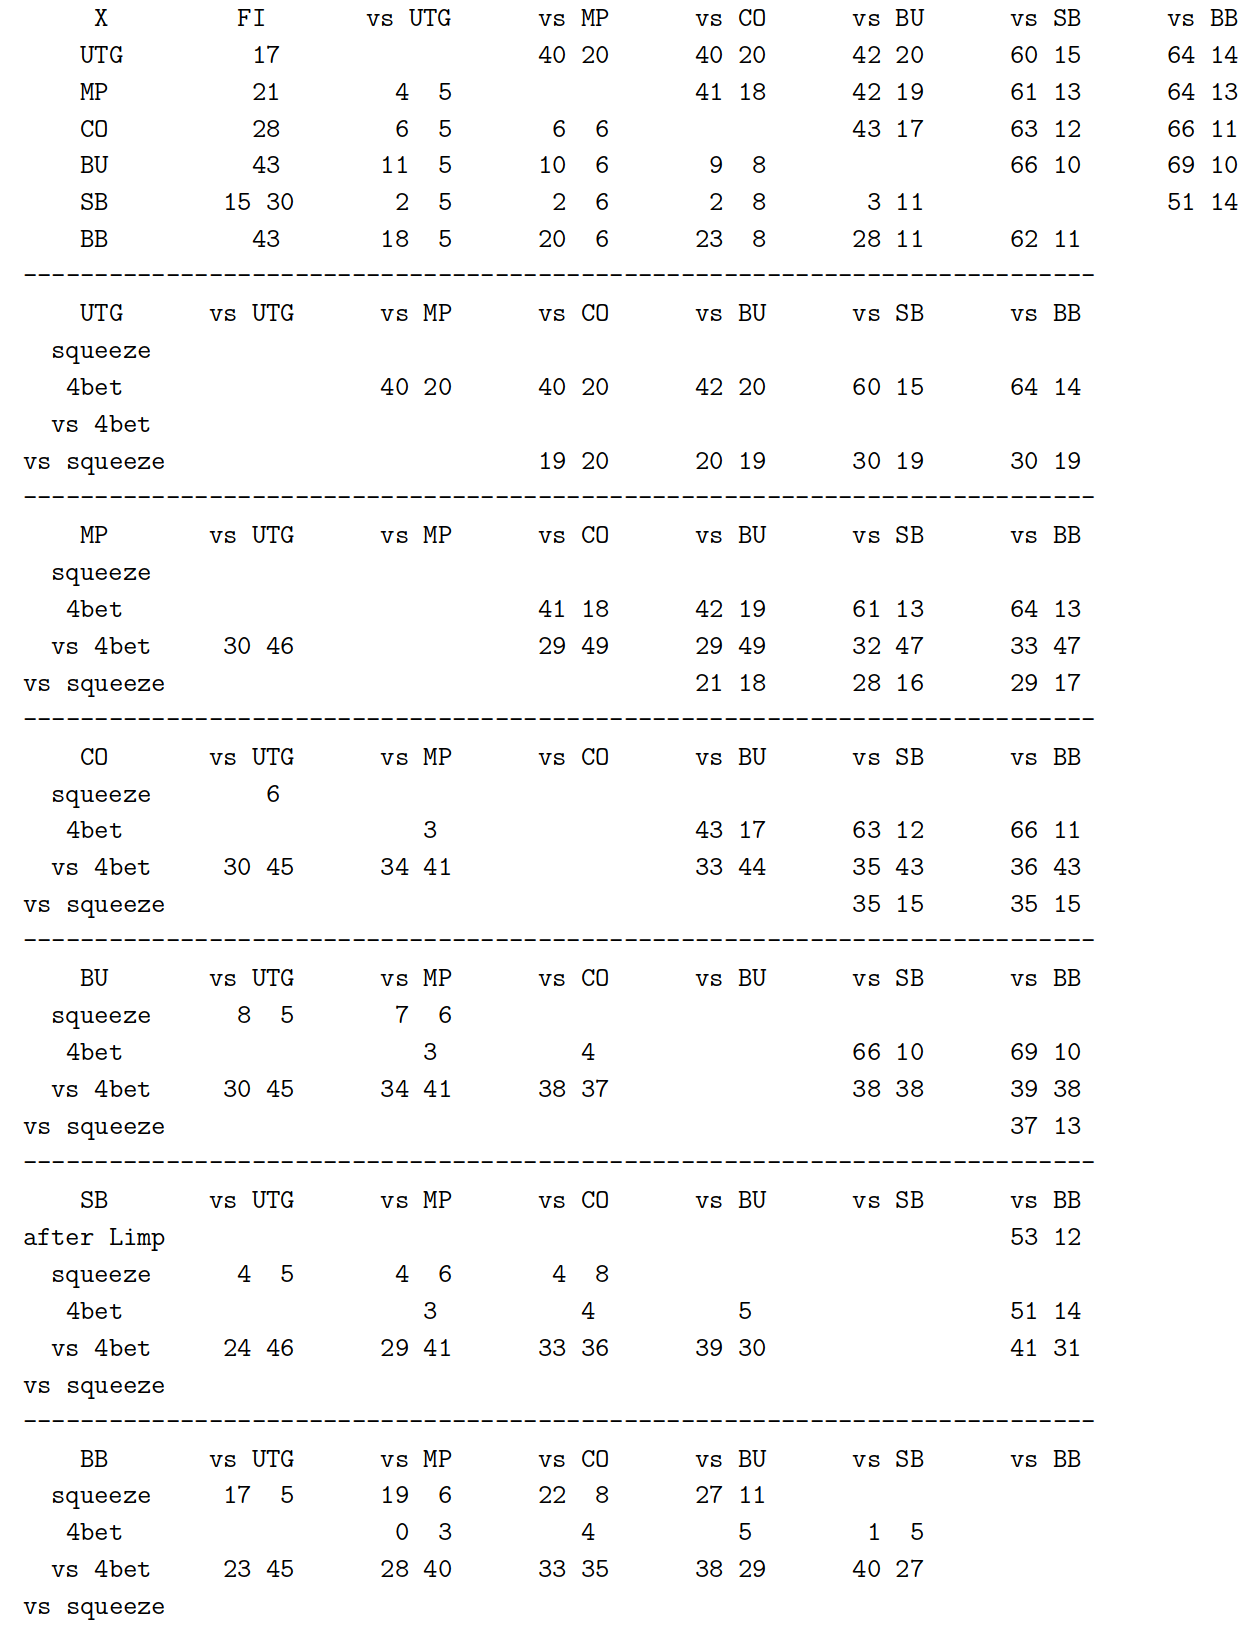 X FI vs UTG vs MP vs CO vs BU vs SB vs BB
UTG 17 40 20 40 20 42 20 60 15 64 14
MP 21 4 5 41 18 42 19 61 13 64 13
CO 28 6 5 6 6 43 17 63 12 66 11
BU 43 11 5 10 6 9 8 66 10 69 10
SB 15 30 2 5 2 6 2 8 3 11 51 14
BB 43 18 5 20 6 23 8 28 11 62 11
---------------------------------------------------------------------------
UTG vs UTG vs MP vs CO vs BU vs SB vs BB
squeeze
4bet 40 20 40 20 42 20 60 15 64 14
vs 4bet
vs squeeze 19 20 20 19 30 19 30 19
---------------------------------------------------------------------------
MP vs UTG vs MP vs CO vs BU vs SB vs BB
squeeze
4bet 41 18 42 19 61 13 64 13
vs 4bet 30 46 29 49 29 49 32 47 33 47
vs squeeze 21 18 28 16 29 17
---------------------------------------------------------------------------
CO vs UTG vs MP vs CO vs BU vs SB vs BB
squeeze 6
4bet 3 43 17 63 12 66 11
vs 4bet 30 45 34 41 33 44 35 43 36 43
vs squeeze 35 15 35 15
---------------------------------------------------------------------------
BU vs UTG vs MP vs CO vs BU vs SB vs BB
squeeze 8 5 7 6
4bet 3 4 66 10 69 10
vs 4bet 30 45 34 41 38 37 38 38 39 38
vs squeeze 37 13
---------------------------------------------------------------------------
SB vs UTG vs MP vs CO vs BU vs SB vs BB
after Limp 53 12
squeeze 4 5 4 6 4 8
4bet 3 4 5 51 14
vs 4bet 24 46 29 41 33 36 39 30 41 31
vs squeeze
---------------------------------------------------------------------------
BB vs UTG vs MP vs CO vs BU vs SB vs BB
squeeze 17 5 19 6 22 8 27 11
4bet 0 3 4 5 1 5
vs 4bet 23 45 28 40 33 35 38 29 40 27
vs squeeze